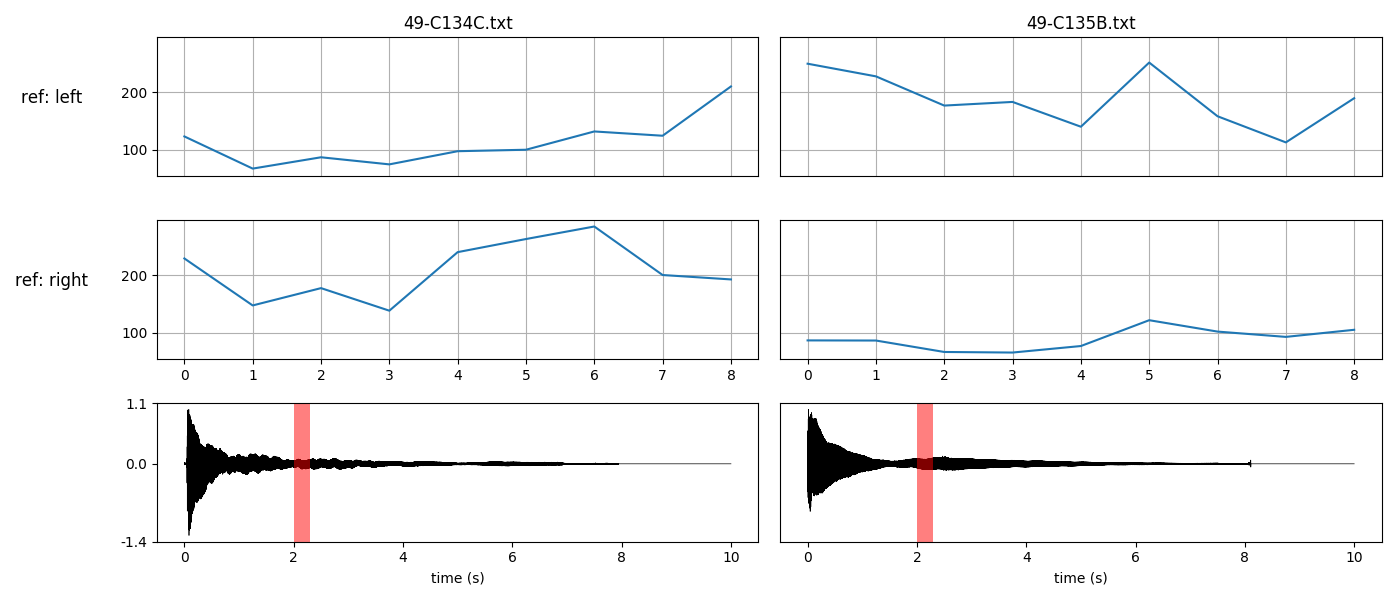 49-C134C.txt 49-C135B.txt
ref: left
200
100
ref: right
200
100
0 1 2 3 4 5 6 7 8 0 1 2 3 4 5 6 7 8
1.1
0.0
-1.4
0 2 4 6 8 10 0 2 4 6 8 10
time (s) time (s)